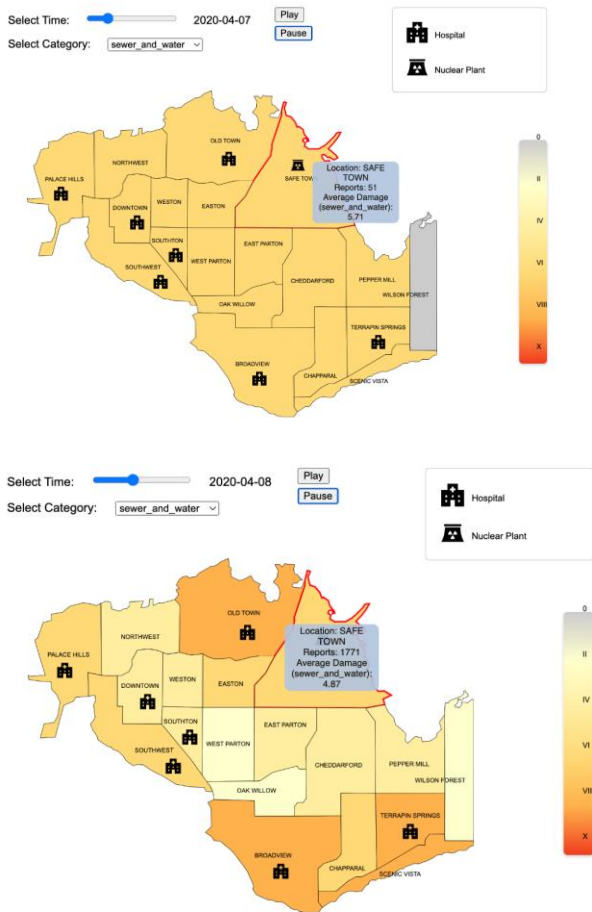 Select Time:
2020-04-07
Play
Pause
Select Category:
sewer_and_water
Hospital
Nuclear Plant
OLD TOWN
NORTHWEST
PALACE HILLS
SAFE TOW
Location: SAFE
TOWN
Reports: 51
Average Damage
(sewer_and_water):
5.71
WESTON
EASTON
DOWNTOWN
SOUTHTON
WEST PARTON
EAST PARTON
SOUTHWEST
CHEDDARFORD
PEPPER MILL
WILSON FOREST
OAK WILLOW
TERRAPIN SPRINGS
BROADVIEW
CHAPPARAL
SCENIC VISTA
0
II
IV
VI
VIII
X
Select Time:
2020-04-08
Play
Pause
Select Category:
sewer_and_water
Hospital
Nuclear Plant
OLD TOWN
NORTHWEST
PALACE HILLS
Location: SAFE
TOWN
Reports: 1771
Average Damage
(sewer_and_water):
4.87
WESTON
EASTON
DOWNTOWN
SOUTHTON
WEST PARTON
EAST PARTON
SOUTHWEST
CHEDDARFORD
PEPPER MILL
WILSON FOREST
OAK WILLOW
TERRAPIN SPRINGS
BROADVIEW
CHAPPARAL
SCENIC VISTA
0
II
IV
VI
VII
X